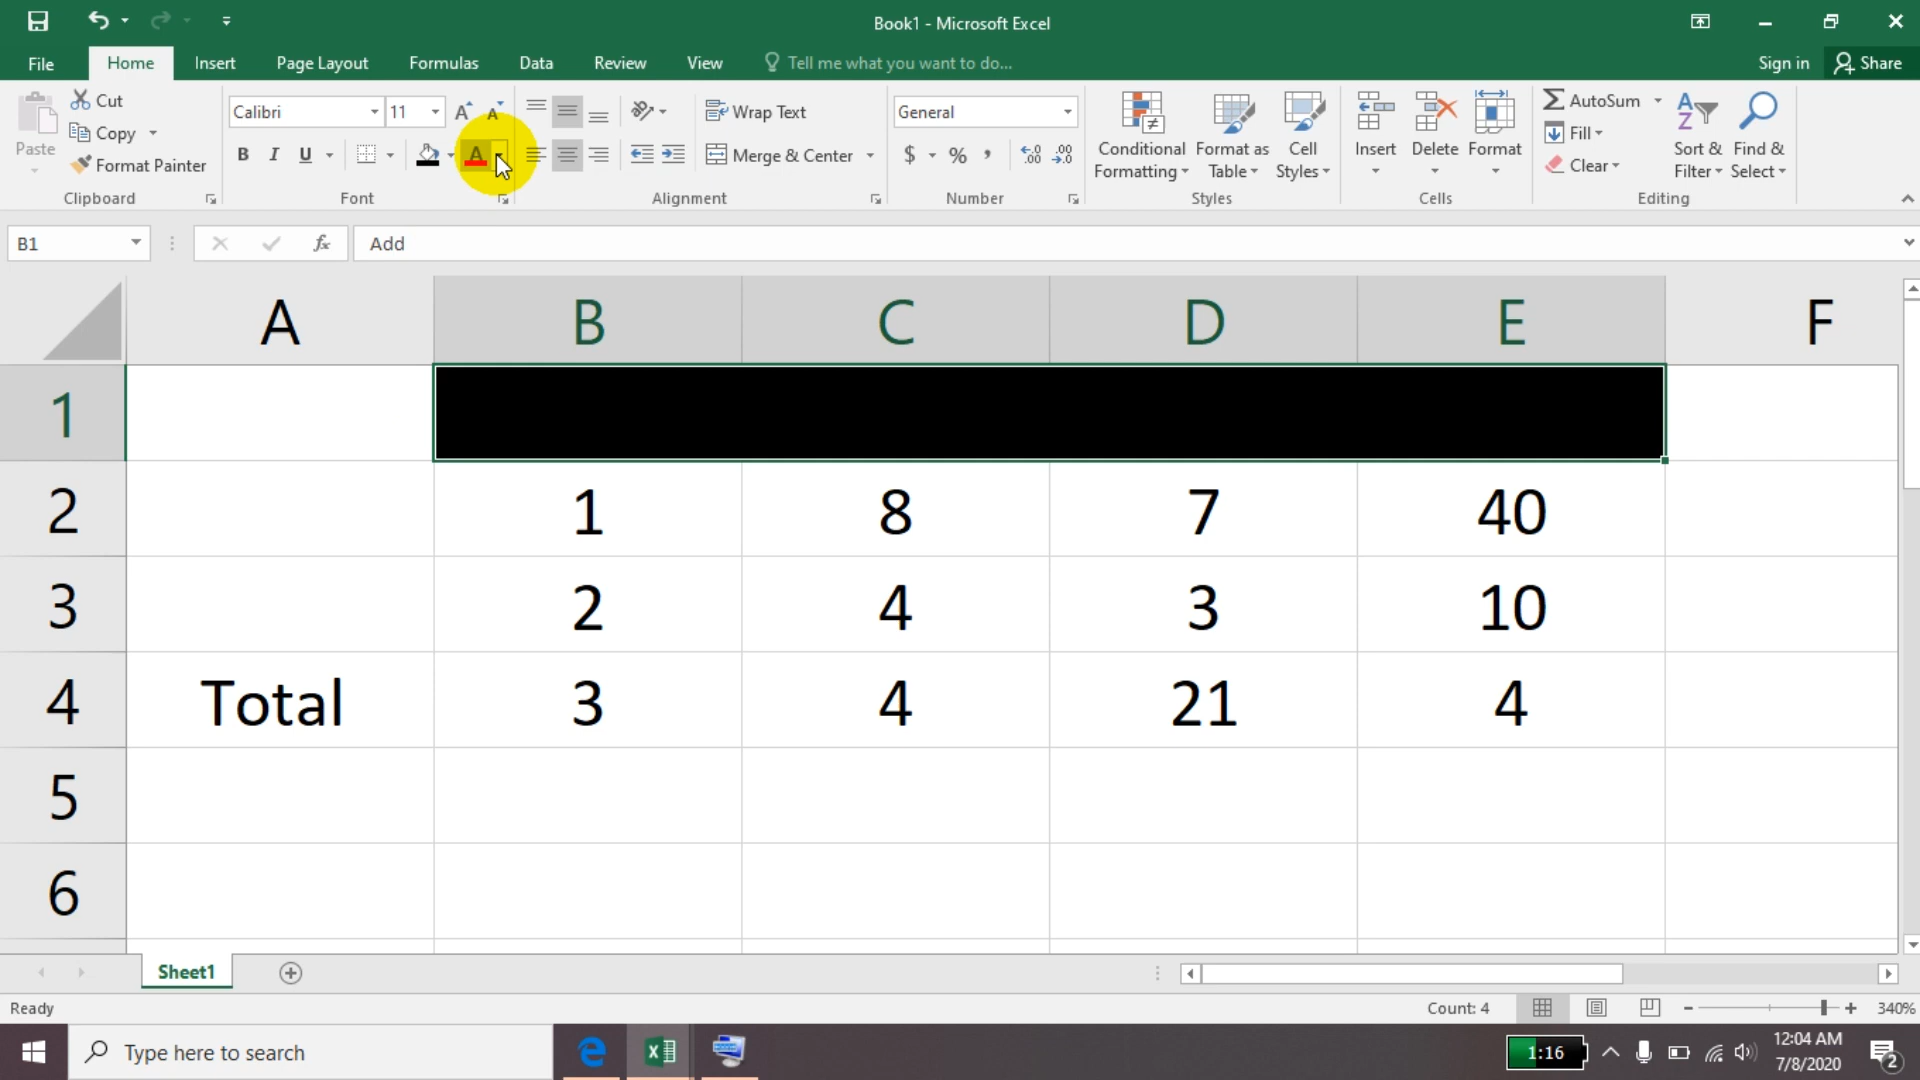 Book1 - Microsoft Excel
File Home Insert Page Layout Formulas Data Review View Tell me what you want to do... Sign in Share
Paste Cut Copy Format Painter
Clipboard
Calibri 11 A A
B I U A
Font
Wrap Text
Merge & Center
Alignment
General
$ % , .00 .0
Number
Conditional Formatting Format as Table Cell Styles
Styles
Insert Delete Format
Cells
AutoSum Fill Clear Sort & Filter Find & Select
Editing
B1 fx Add
A B C D E F
1
2 1 8 7 40
3 2 4 3 10
4 Total 3 4 21 4
5
6
Sheet1
Ready Count: 4 340%
Type here to search 1:16 12:04 AM
7/8/2020 2